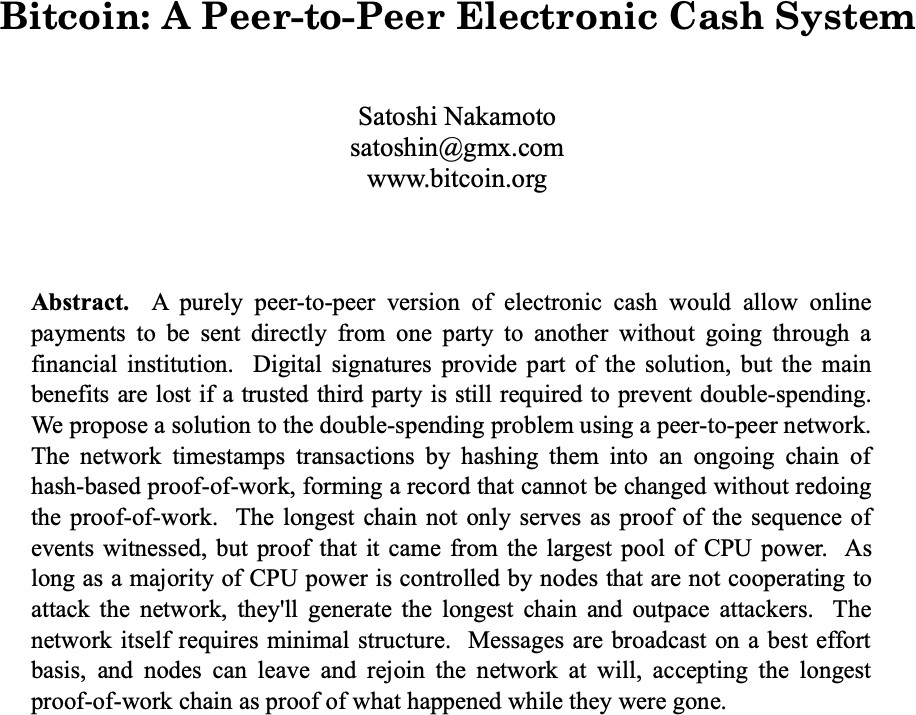 Bitcoin: A Peer-to-Peer Electronic Cash System
Satoshi Nakamoto
satoshin@gmx.com
www.bitcoin.org
Abstract. A purely peer-to-peer version of electronic cash would allow online
payments to be sent directly from one party to another without going through a
financial institution. Digital signatures provide part of the solution, but the main
benefits are lost if a trusted third party is still required to prevent double-spending.
We propose a solution to the double-spending problem using a peer-to-peer network.
The network timestamps transactions by hashing them into an ongoing chain of
hash-based proof-of-work, forming a record that cannot be changed without redoing
the proof-of-work. The longest chain not only serves as proof of the sequence of
events witnessed, but proof that it came from the largest pool of CPU power. As
long as a majority of CPU power is controlled by nodes that are not cooperating to
attack the network, they'll generate the longest chain and outpace attackers. The
network itself requires minimal structure. Messages are broadcast on a best effort
basis, and nodes can leave and rejoin the network at will, accepting the longest
proof-of-work chain as proof of what happened while they were gone.